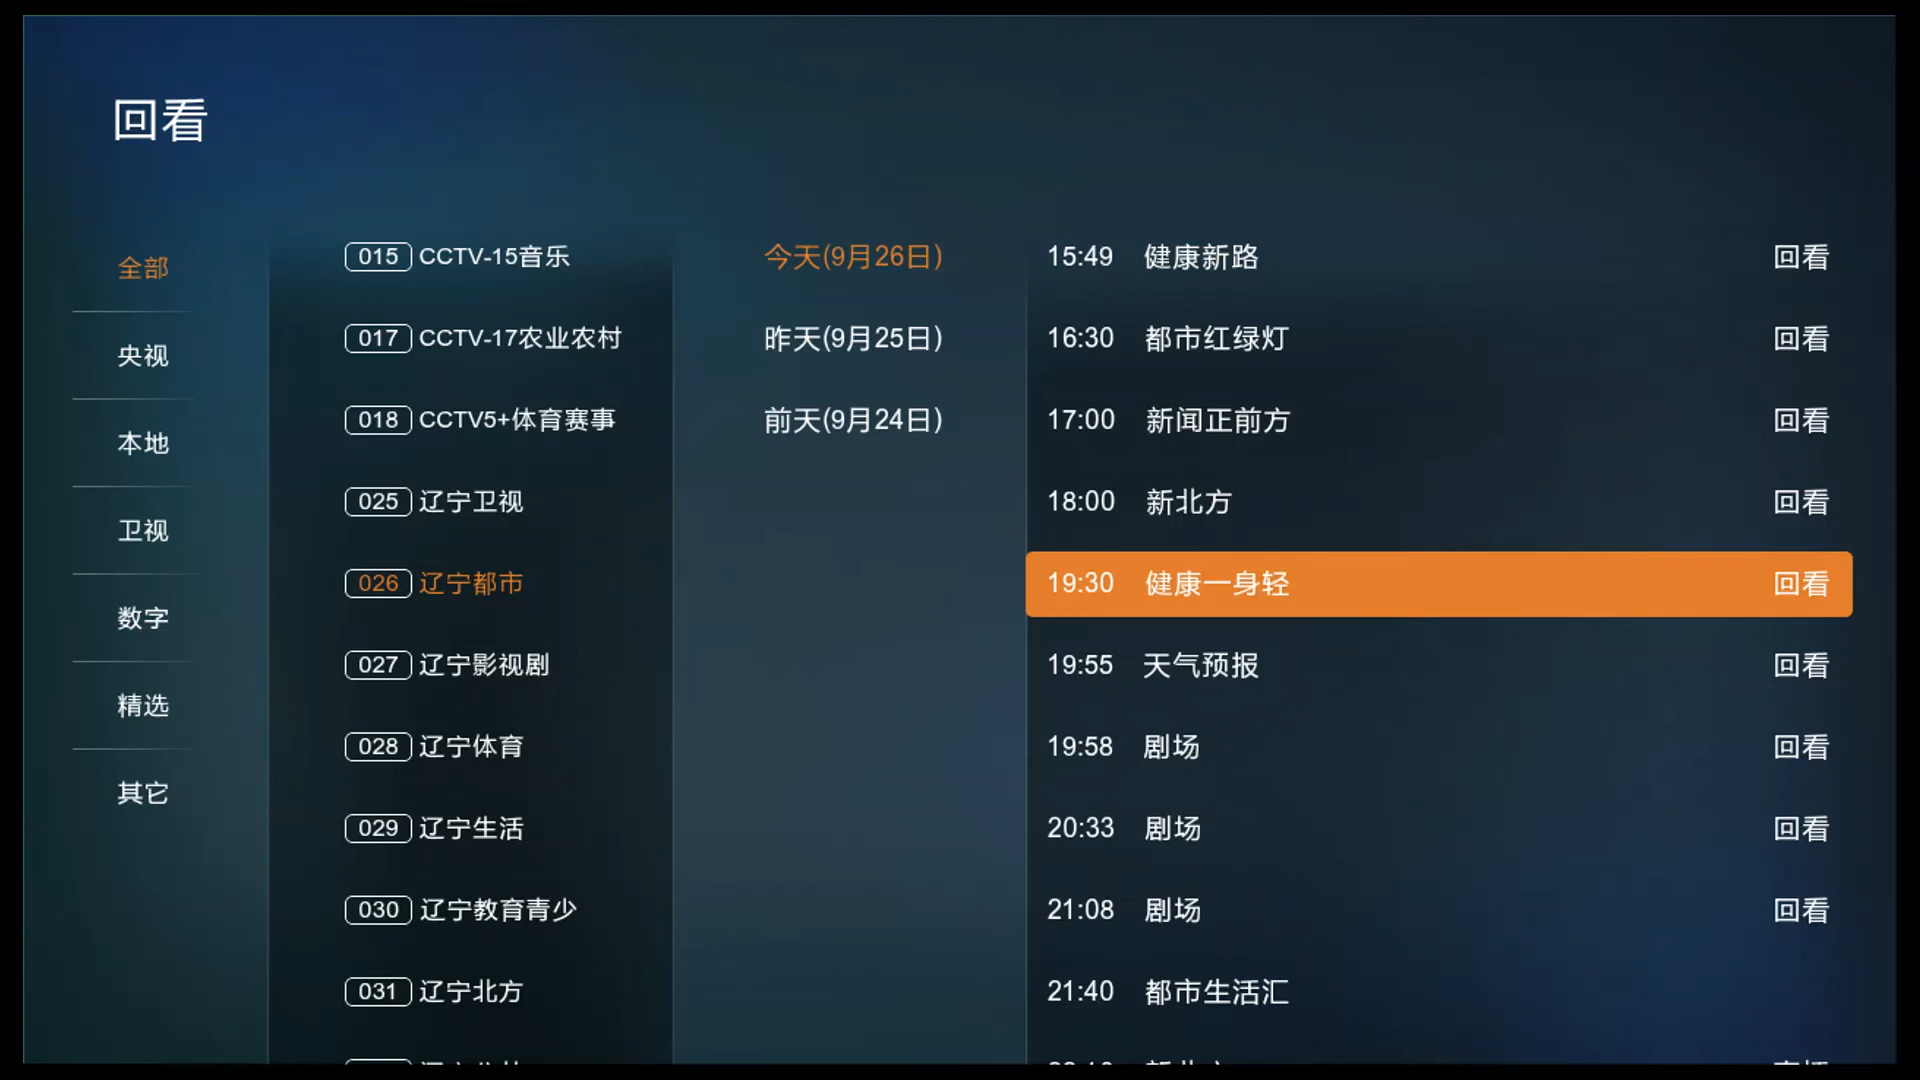 回看
全部
央视
本地
卫视
数字
精选
其它
015 CCTV-15音乐
017 CCTV-17农业农村
018 CCTV5+体育赛事
025 辽宁卫视
026 辽宁都市
027 辽宁影视剧
028 辽宁体育
029 辽宁生活
030 辽宁教育青少
031 辽宁北方
今天(9月26日)
昨天(9月25日)
前天(9月24日)
15:49 健康新路 回看
16:30 都市红绿灯 回看
17:00 新闻正前方 回看
18:00 新北方 回看
19:30 健康一身轻 回看
19:55 天气预报 回看
19:58 剧场 回看
20:33 剧场 回看
21:08 剧场 回看
21:40 都市生活汇